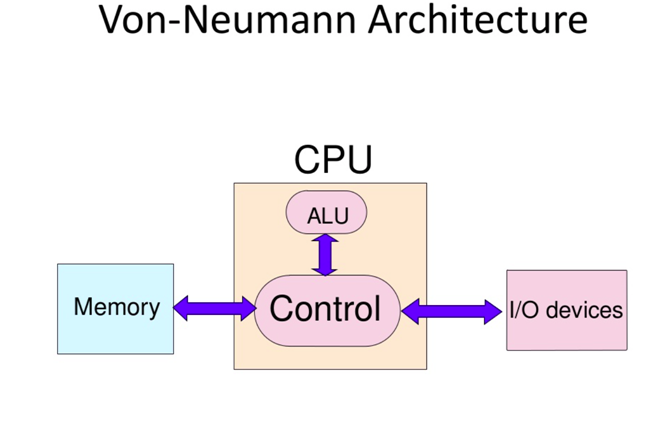 Von-Neumann Architecture
CPU
ALU
Memory
Control
I/O devices